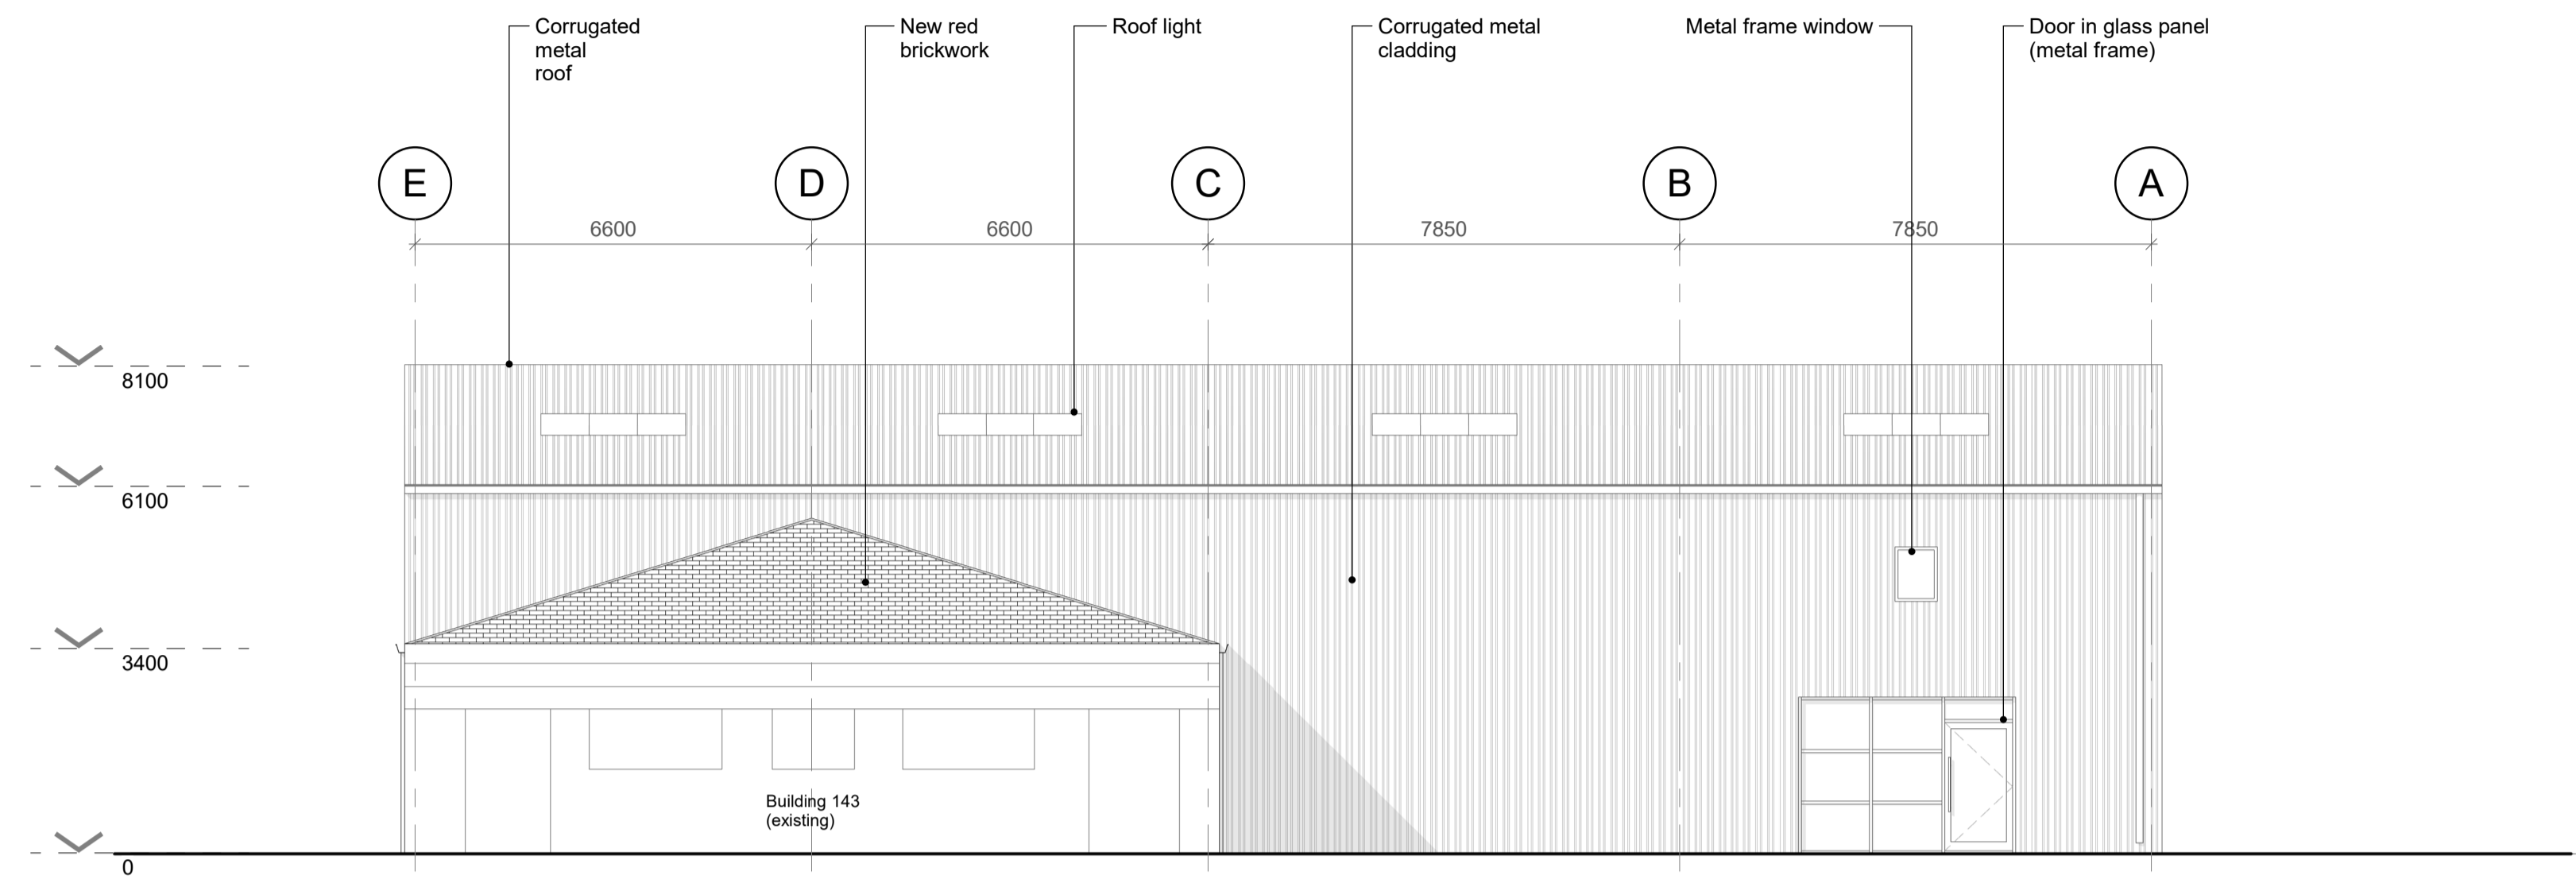 Corrugated
metal
roof
New red
brickwork
Roof light
Corrugated metal
cladding
Metal frame window
Door in glass panel
(metal frame)
E
D
C
B
A
6600
6600
7850
7850
8100
6100
3400
Building 143
(existing)
0